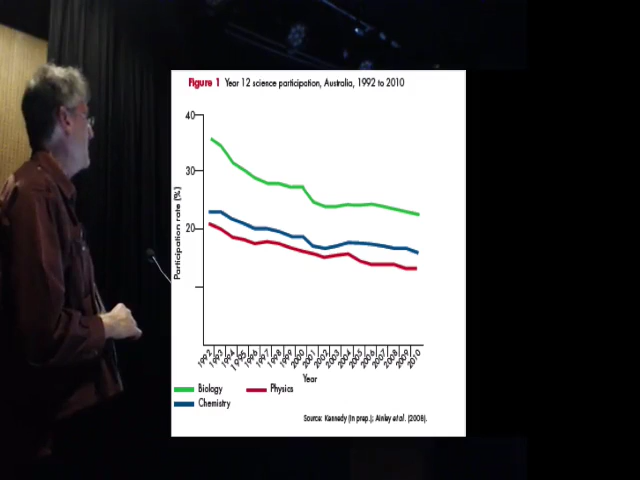 Figure 1 Year 12 science participation, Australia, 1992 to 2010
40
30
20
Participation rate (%)
1992 1993 1994 1995 1996 1997 1998 1999 2000 2001 2002 2003 2004 2005 2006 2007 2008 2009 2010
Year
Biology Physics
Chemistry
Source: Kennedy (in prep.); Ainley et al. (2008).